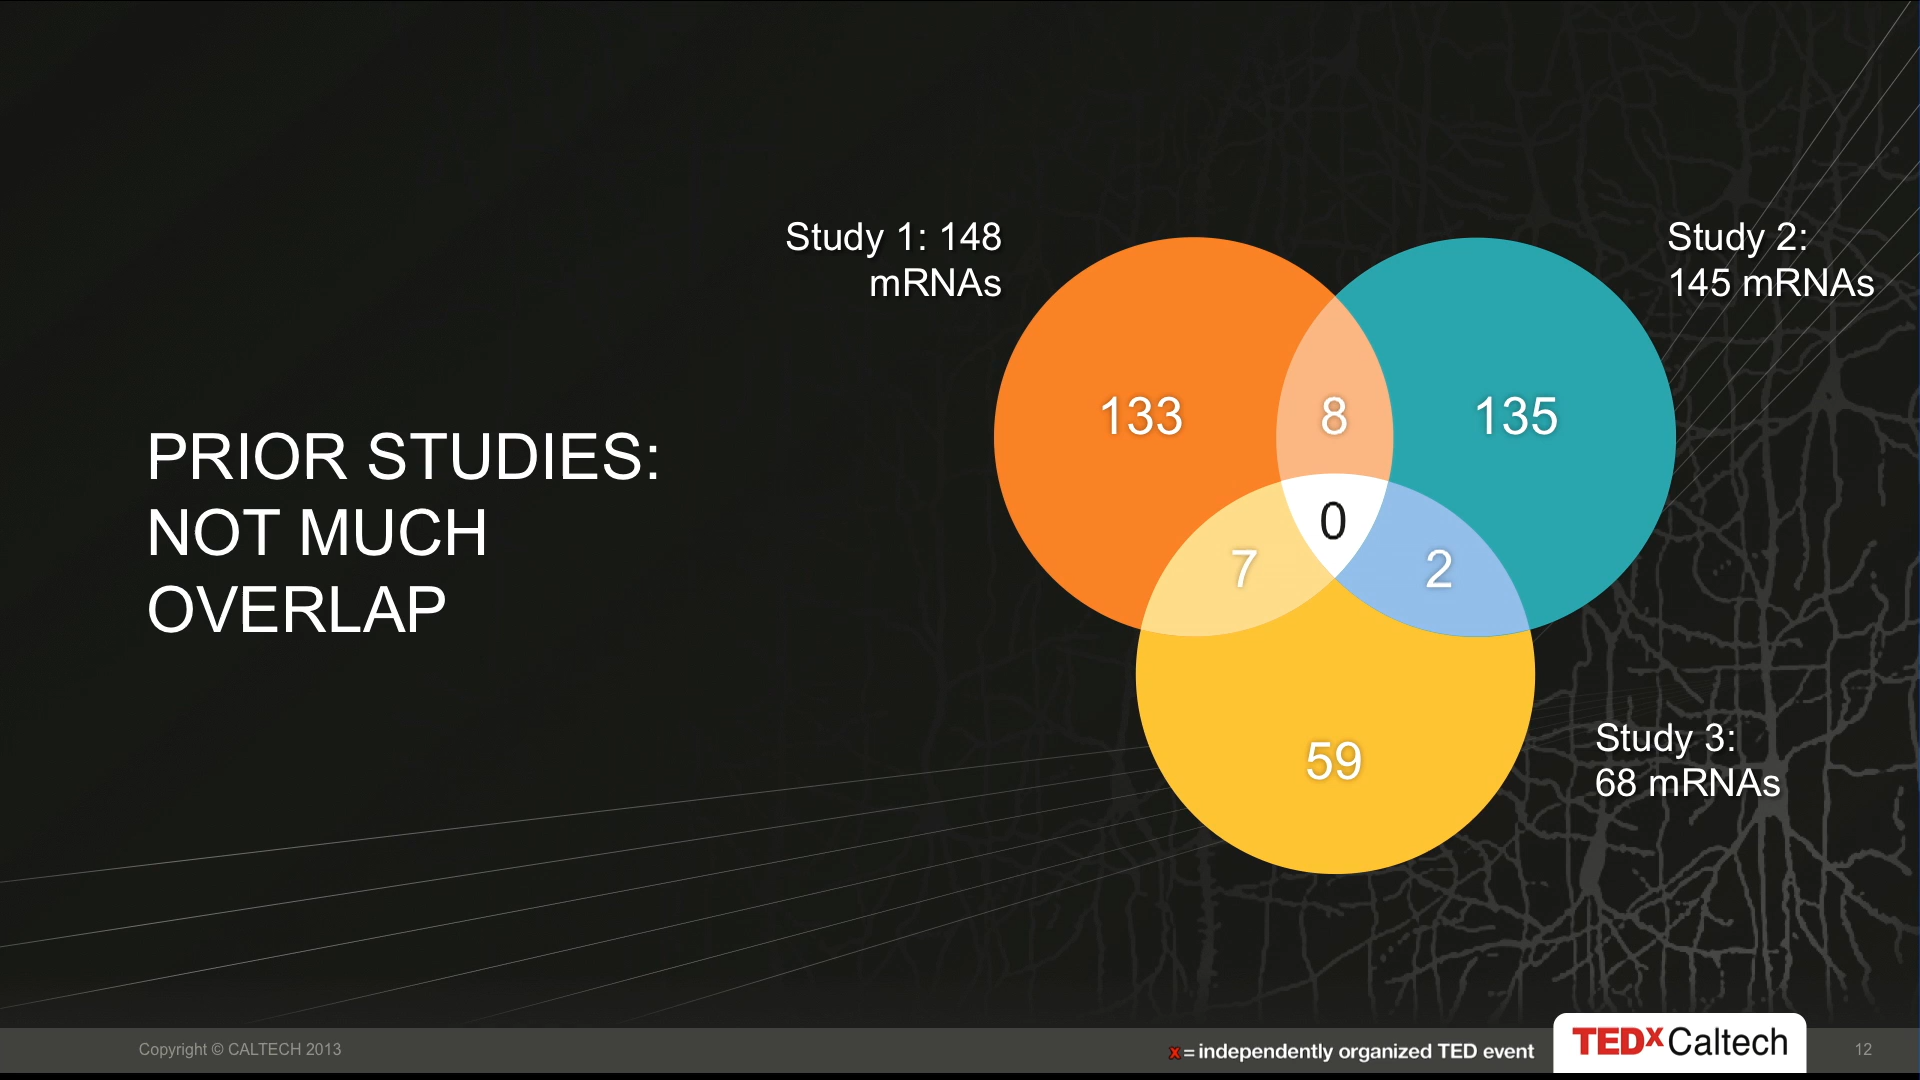 Study 1: 148
mRNAs
Study 2:
145 mRNAs
133
8
135
PRIOR STUDIES:
NOT MUCH
OVERLAP
0
7
2
59
Study 3:
68 mRNAs
Copyright © CALTECH 2013
x = independently organized TED event
TEDx Caltech
12